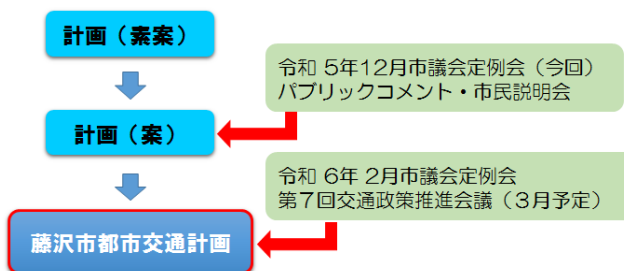 計画（素案）
令和 5年12月市議会定例会（今回）
パブリックコメント・市民説明会
計画（案）
令和 6年 2月市議会定例会
第7回交通政策推進会議（3月予定）
藤沢市都市交通計画